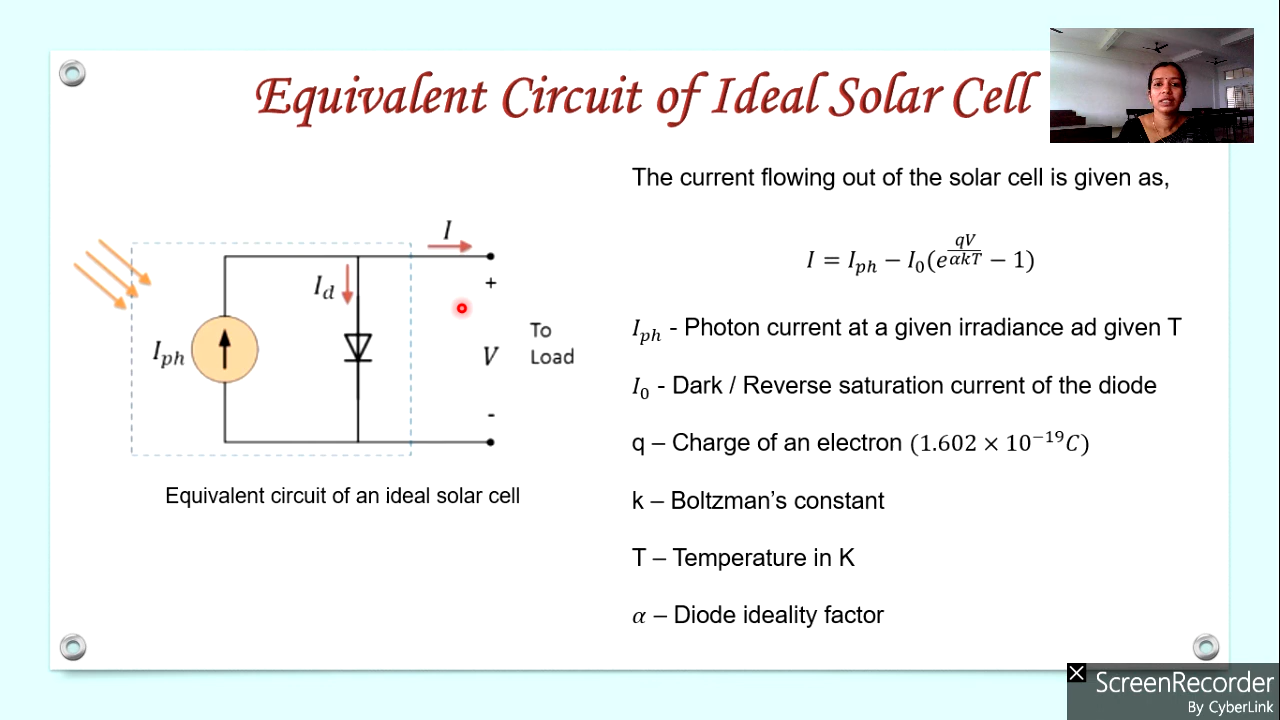 Equivalent Circuit of Ideal Solar Cell
The current flowing out of the solar cell is given as,
I = I_ph − I_0(e^(qV/αkT) − 1)
I
I_d
+
I_ph
V
To
Load
-
Equivalent circuit of an ideal solar cell
I_ph - Photon current at a given irradiance ad given T
I_0 - Dark / Reverse saturation current of the diode
q – Charge of an electron (1.602 × 10^−19 C)
k – Boltzman’s constant
T – Temperature in K
α – Diode ideality factor
ScreenRecorder
By CyberLink